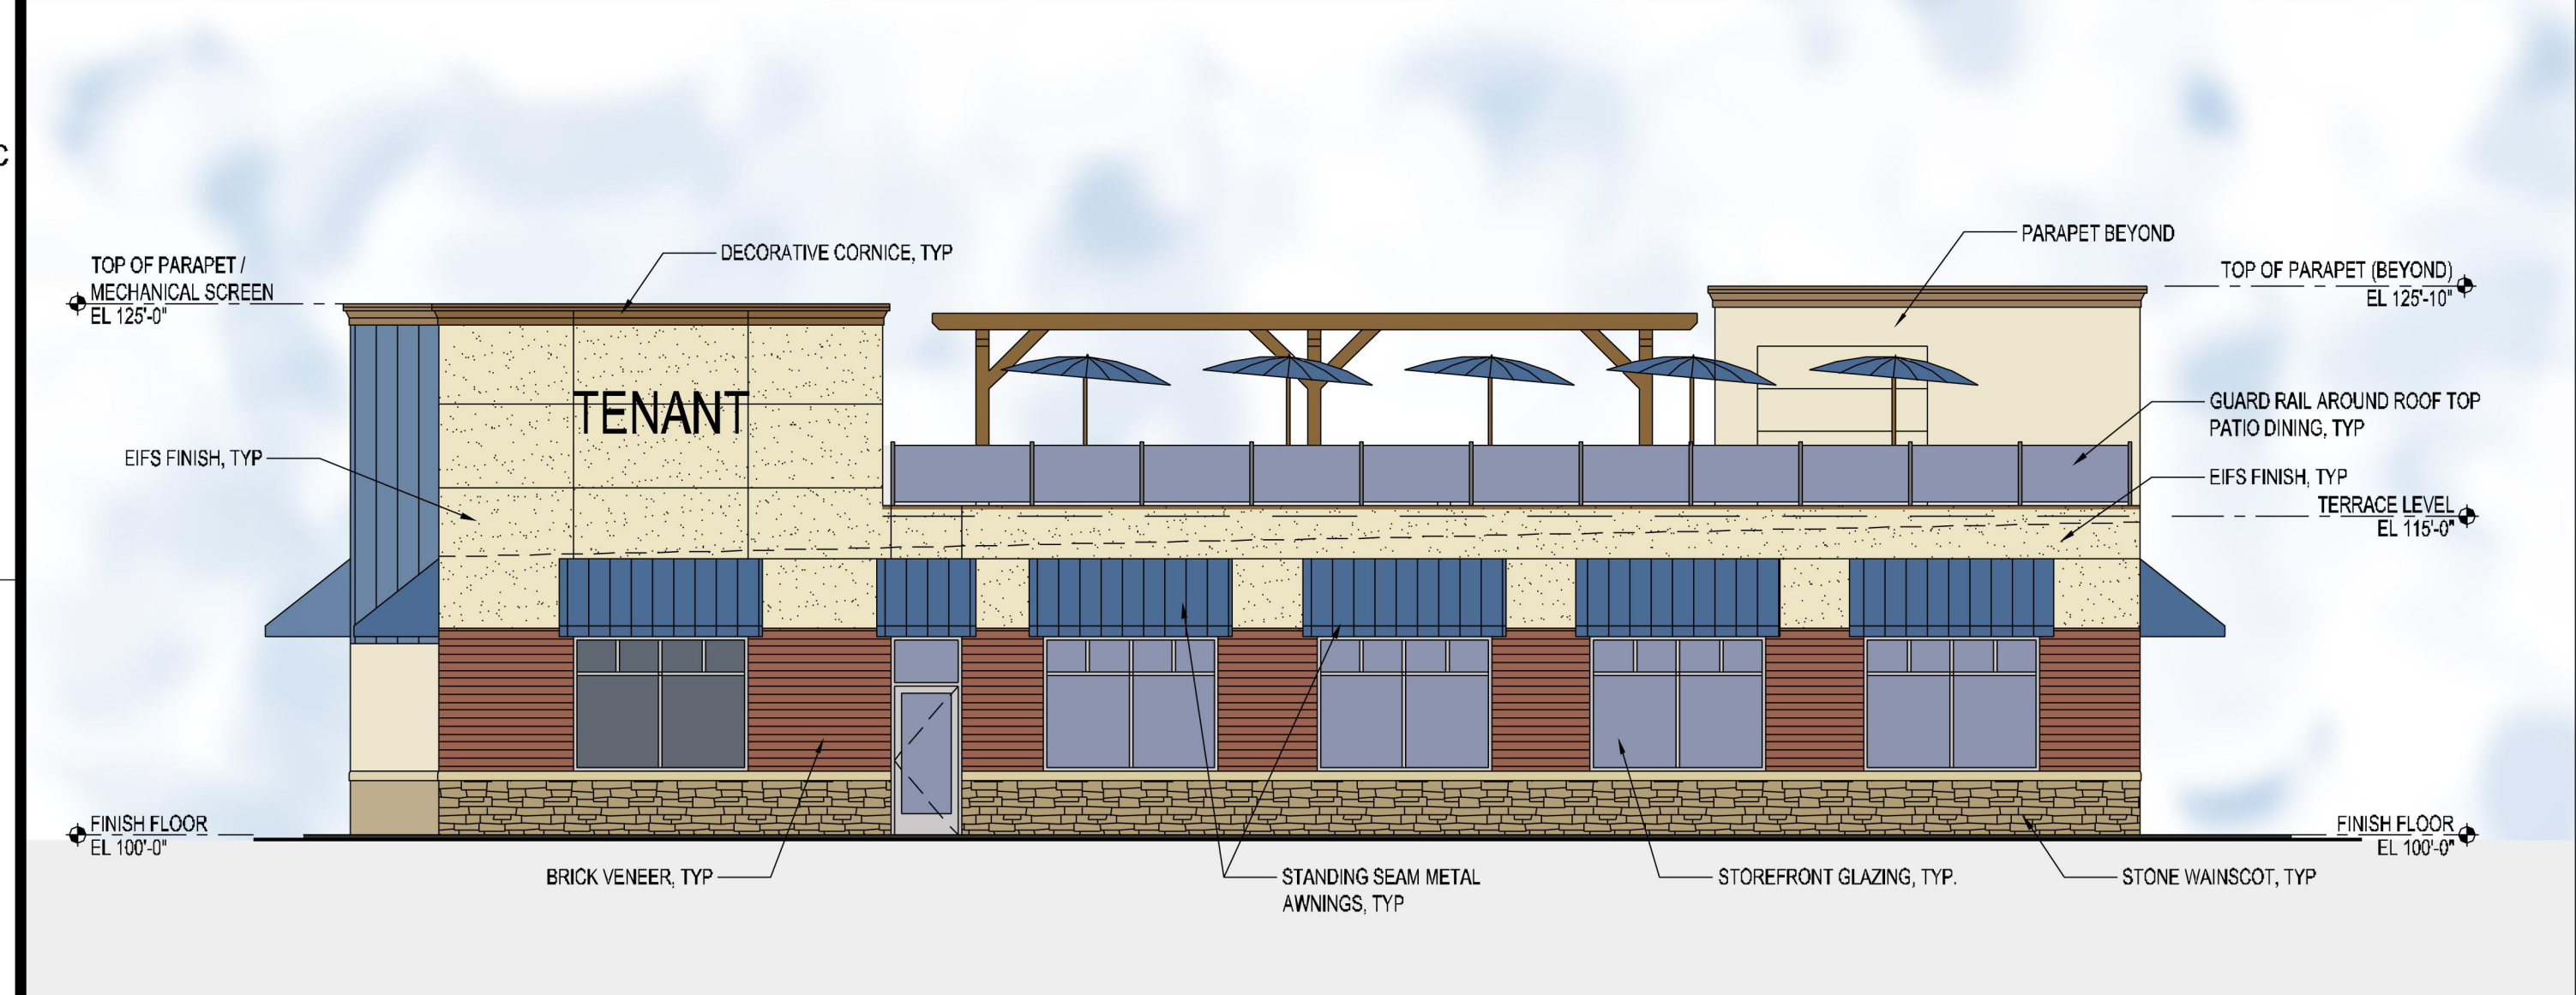 C
DECORATIVE CORNICE, TYP
PARAPET BEYOND
TOP OF PARAPET /
MECHANICAL SCREEN
EL 125'-0"
TOP OF PARAPET (BEYOND)
EL 125'-10"
TENANT
GUARD RAIL AROUND ROOF TOP
PATIO DINING, TYP
EIFS FINISH, TYP
EIFS FINISH, TYP
TERRACE LEVEL
EL 115'-0"
FINISH FLOOR
EL 100'-0"
FINISH FLOOR
EL 100'-0"
BRICK VENEER, TYP
STANDING SEAM METAL
AWNINGS, TYP
STOREFRONT GLAZING, TYP.
STONE WAINSCOT, TYP